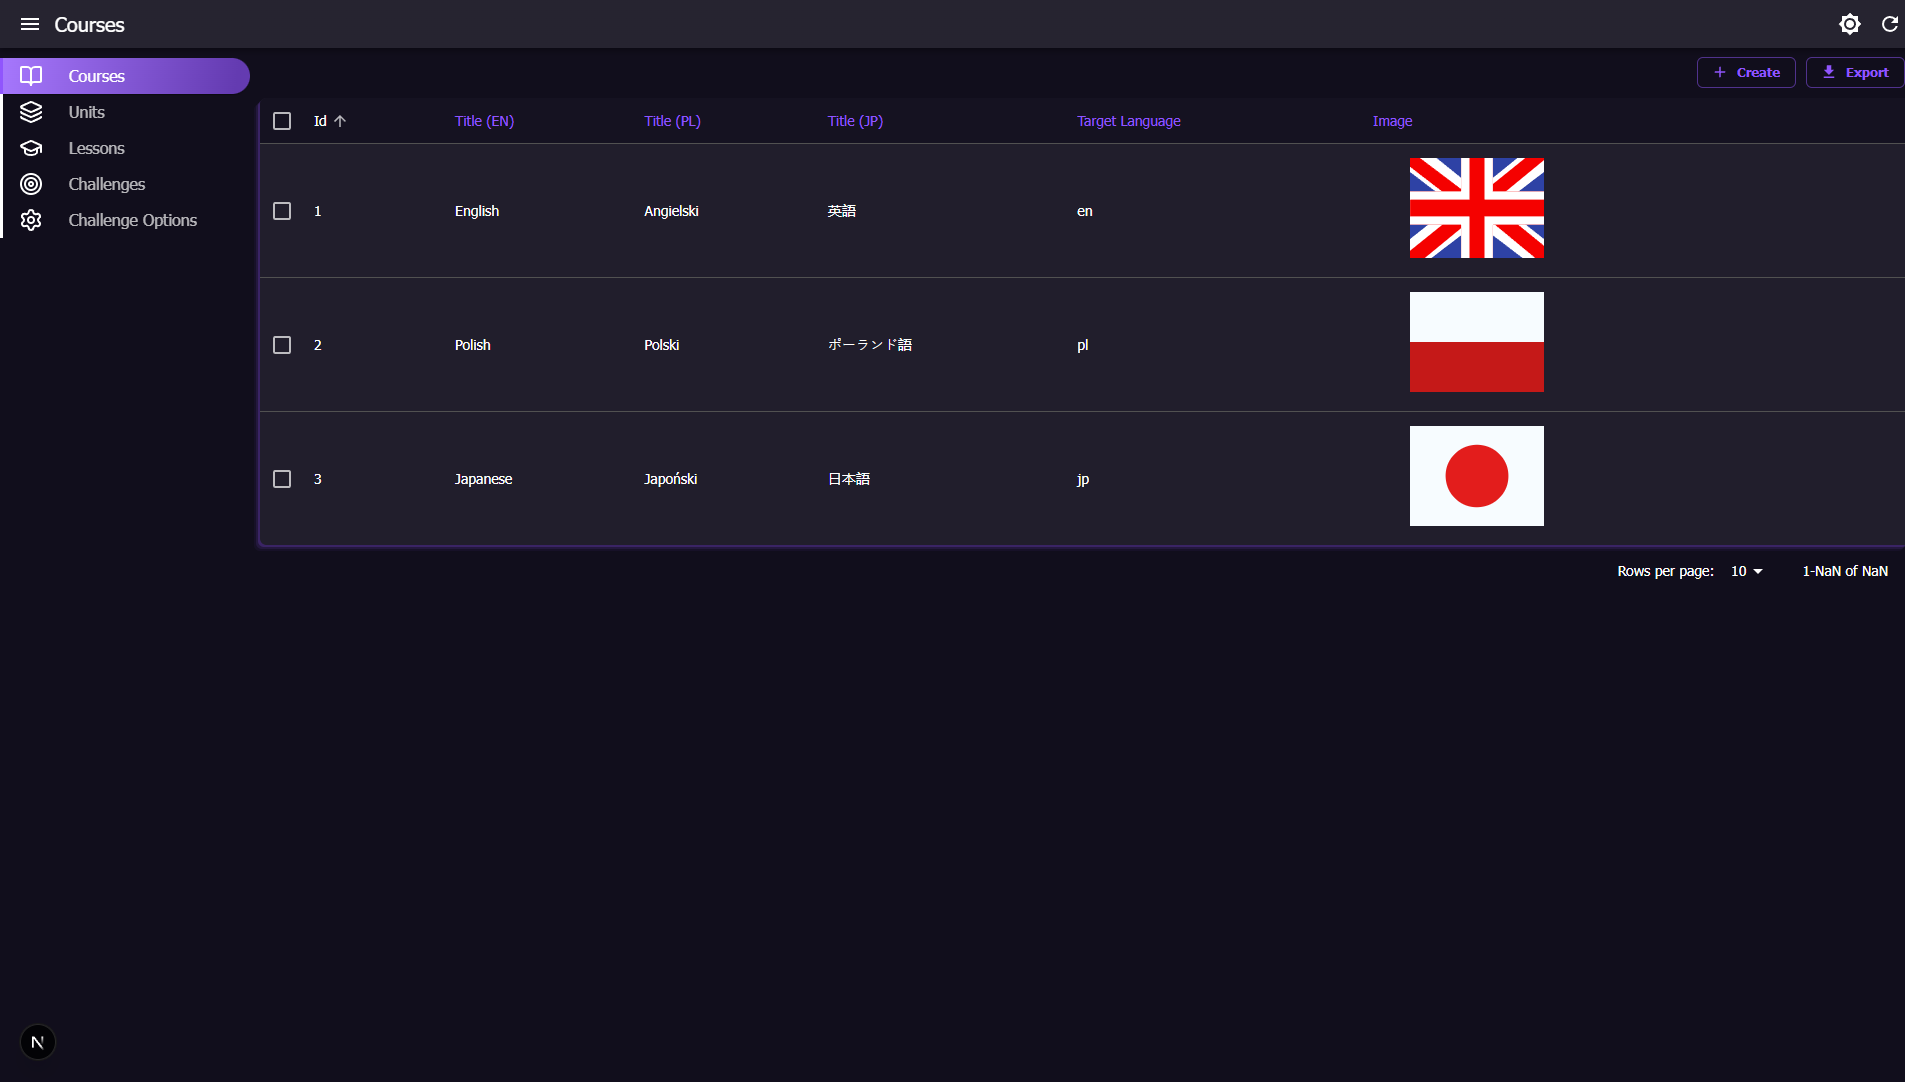 Courses
Create Export
Courses
Units
Lessons
Challenges
Challenge Options
Id Title (EN) Title (PL) Title (JP) Target Language Image
1 English Angielski 英語 en
2 Polish Polski ポーランド語 pl
3 Japanese Japoński 日本語 jp
Rows per page: 10 1-NaN of NaN
N